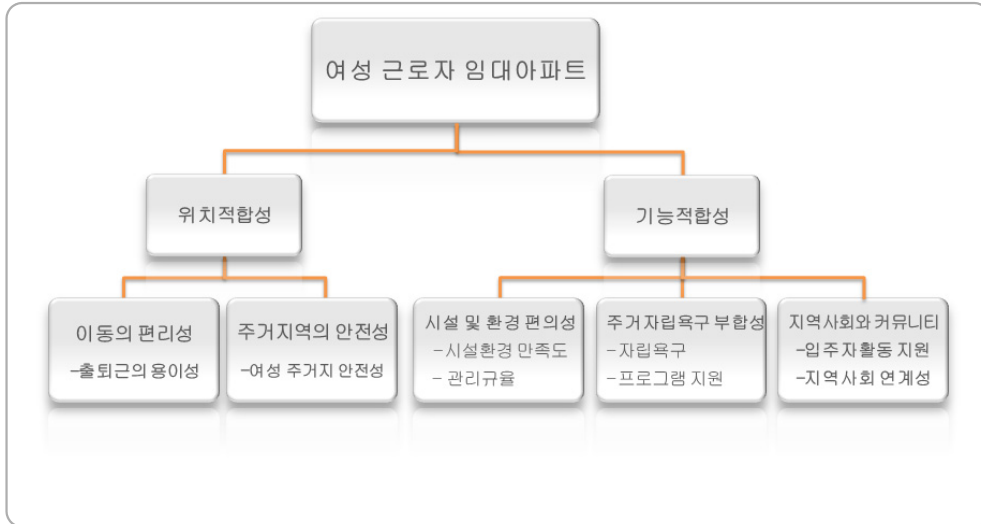 여성 근로자 임대아파트
위치적합성
기능적합성
이동의 편리성
-출퇴근의 용이성
주거지역의 안전성
-여성 주거지 안전성
시설 및 환경 편의성
-시설환경 만족도
-관리규율
주거자립욕구 부합성
-자립욕구
-프로그램 지원
지역사회와 커뮤니티
-입주자활동 지원
-지역사회 연계성